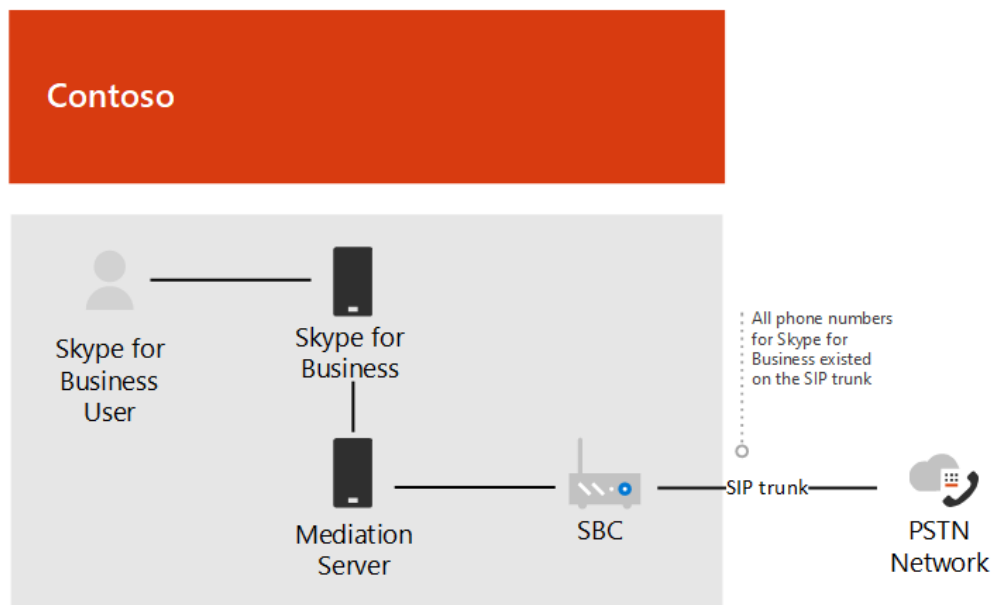 Contoso
Skype for
Business
User
Skype for
Business
Mediation
Server
SBC
All phone numbers
for Skype for
Business existed
on the SIP trunk
SIP trunk
PSTN
Network